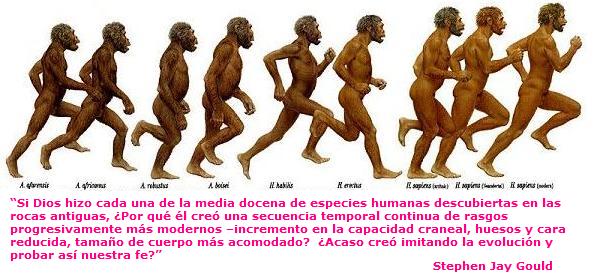 A. afarensis A. africanus A. robustus A. boisei H. habilis H. erectus H. sapiens (archaic) H. sapiens (neandertal) H. sapiens (modern)
“Si Dios hizo cada una de la media docena de especies humanas descubiertas en las
rocas antiguas, ¿Por qué él creó una secuencia temporal continua de rasgos
progresivamente más modernos –incremento en la capacidad craneal, huesos y cara
reducida, tamaño de cuerpo más acomodado? ¿Acaso creó imitando la evolución y
probar así nuestra fe?”
Stephen Jay Gould